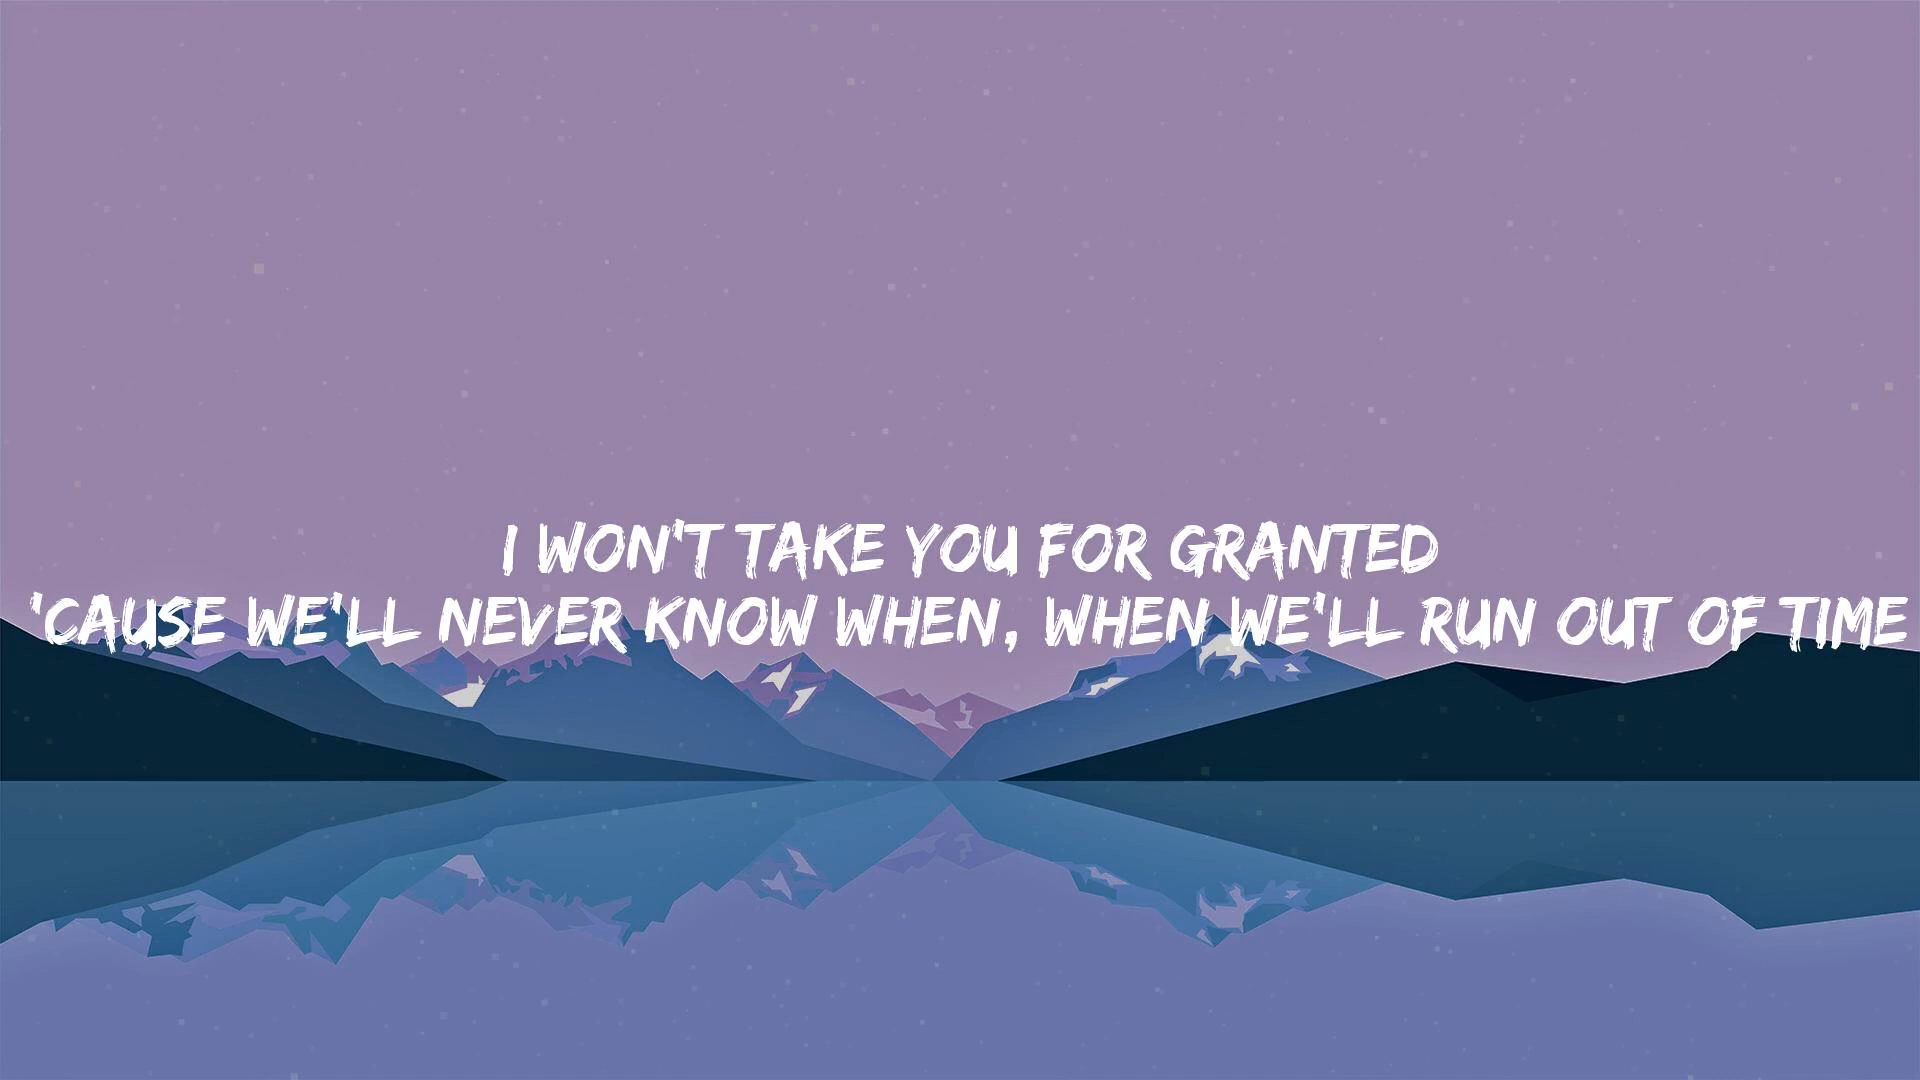 I WON'T TAKE YOU FOR GRANTED
'CAUSE WE'LL NEVER KNOW WHEN, WHEN WE'LL RUN OUT OF TIME